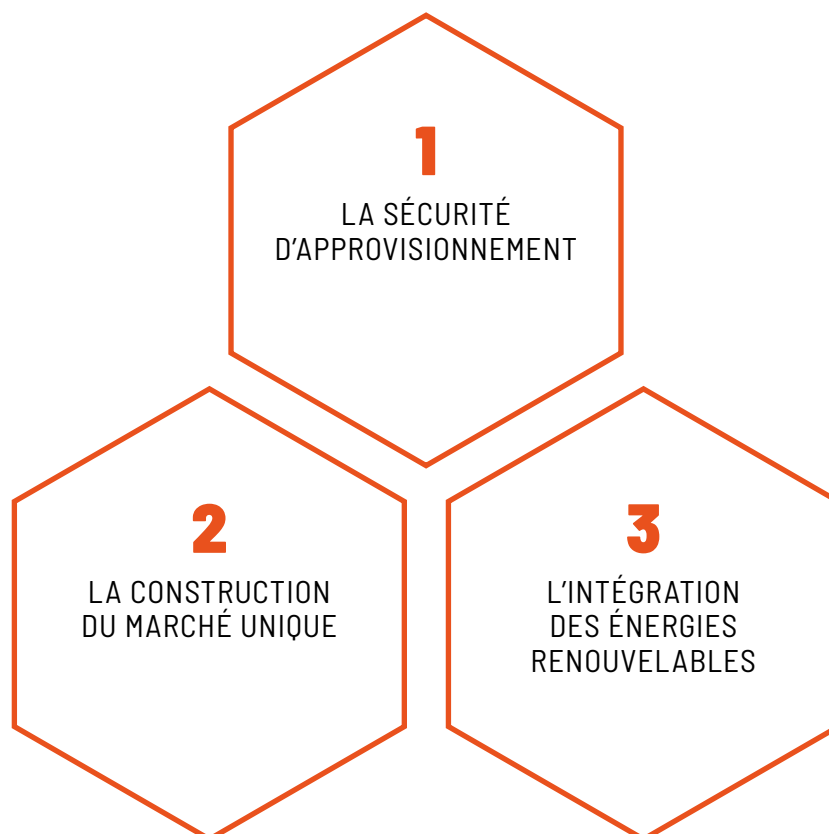 1
LA SÉCURITÉ
D'APPROVISIONNEMENT
2
LA CONSTRUCTION
DU MARCHÉ UNIQUE
3
L'INTÉGRATION
DES ÉNERGIES
RENOUVELABLES